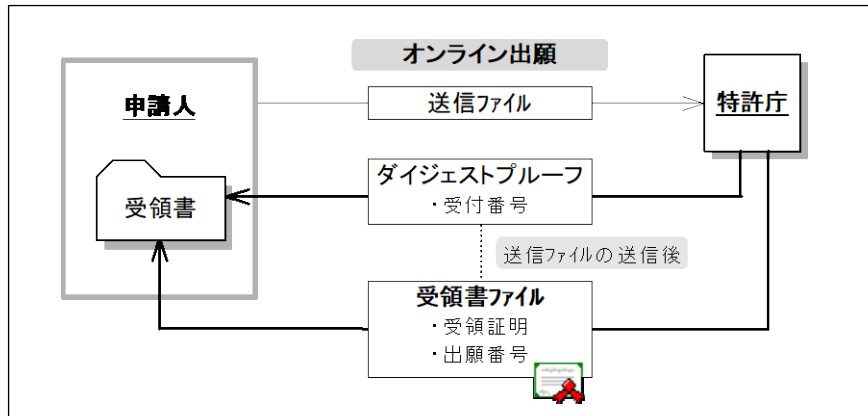 オンライン出願
申請人
送信ファイル
特許庁
ダイジェストプルーフ
・受付番号
受領書
送信ファイルの送信後
受領書ファイル
・受領証明
・出願番号